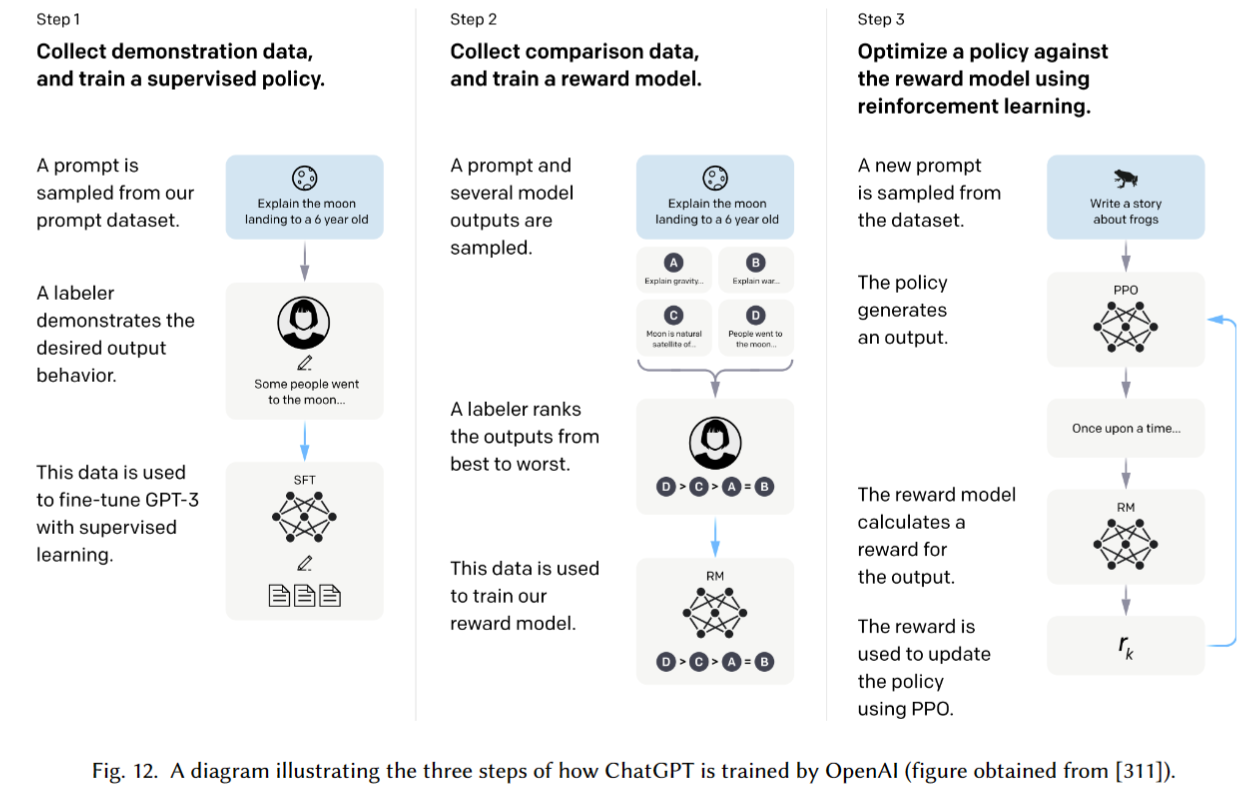 Step 1
Collect demonstration data,
and train a supervised policy.
A prompt is
sampled from our
prompt dataset.
Explain the moon
landing to a 6 year old
A labeler
demonstrates the
desired output
behavior.
Some people went
to the moon...
This data is used
to fine-tune GPT-3
with supervised
learning.
SFT
Step 2
Collect comparison data,
and train a reward model.
A prompt and
several model
outputs are
sampled.
Explain the moon
landing to a 6 year old
A
Explain gravity...
B
Explain war...
C
Moon is natural
satellite of...
D
People went to
the moon...
A labeler ranks
the outputs from
best to worst.
D > C > A = B
This data is used
to train our
reward model.
RM
D > C > A = B
Step 3
Optimize a policy against
the reward model using
reinforcement learning.
A new prompt
is sampled from
the dataset.
Write a story
about frogs
The policy
generates
an output.
PPO
Once upon a time...
The reward model
calculates a
reward for
the output.
RM
The reward is
used to update
the policy
using PPO.
rk
Fig. 12. A diagram illustrating the three steps of how ChatGPT is trained by OpenAI (figure obtained from [311]).